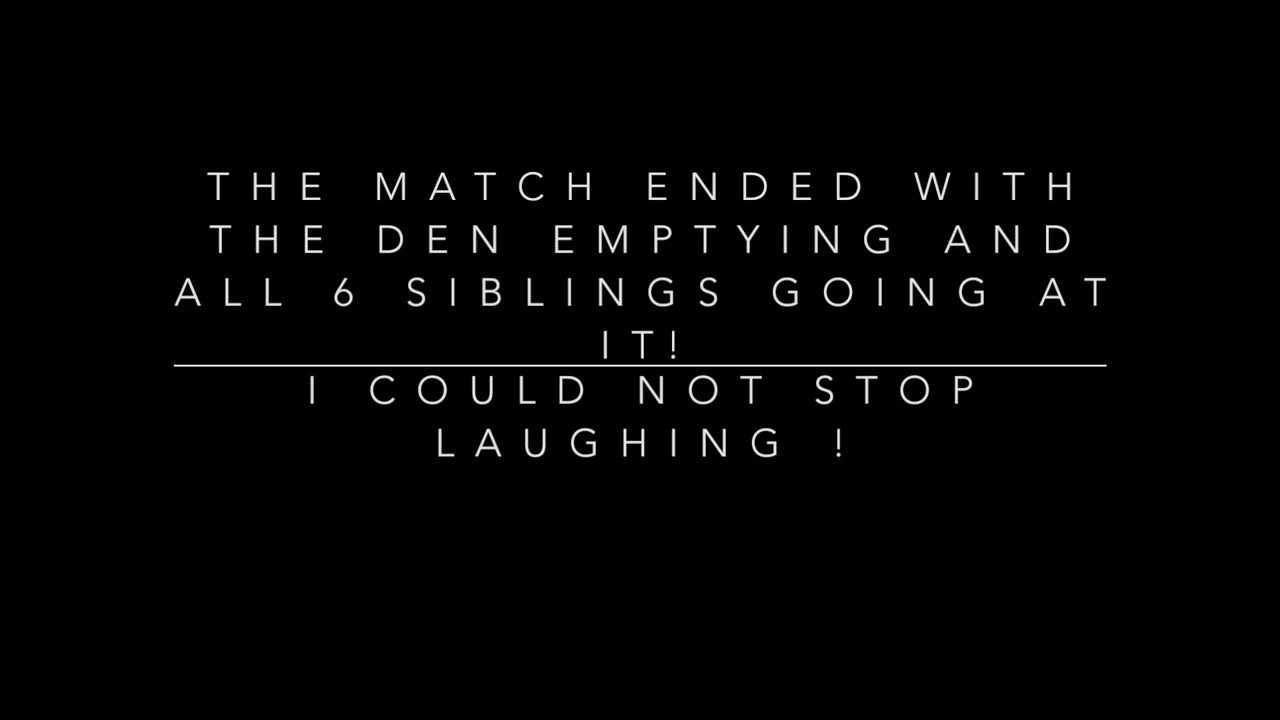 THE MATCH ENDED WITH
THE DEN EMPTYING AND
ALL 6 SIBLINGS GOING AT
IT!
I COULD NOT STOP
LAUGHING !